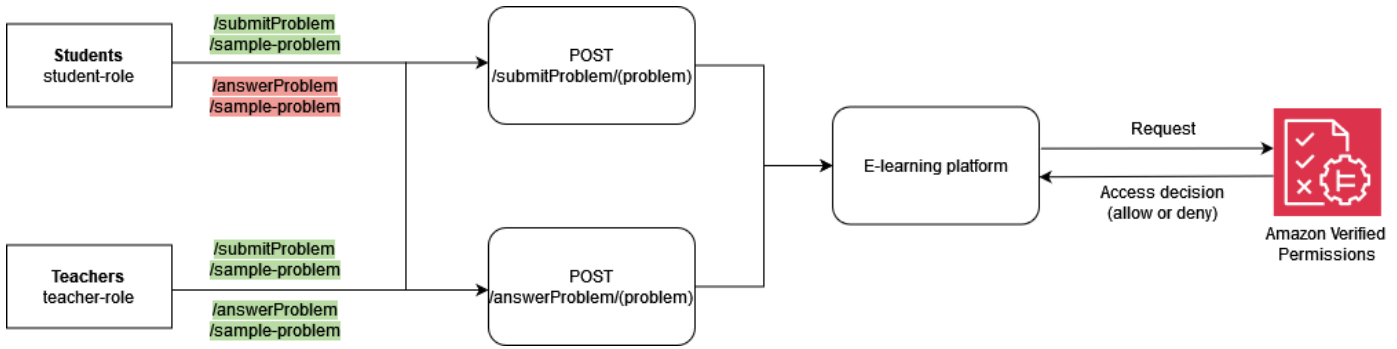 Students
student-role
/submitProblem
/sample-problem
/answerProblem
/sample-problem
POST
/submitProblem/(problem)
Teachers
teacher-role
/submitProblem
/sample-problem
/answerProblem
/sample-problem
POST
/answerProblem/(problem)
E-learning platform
Request
Access decision
(allow or deny)
Amazon Verified
Permissions